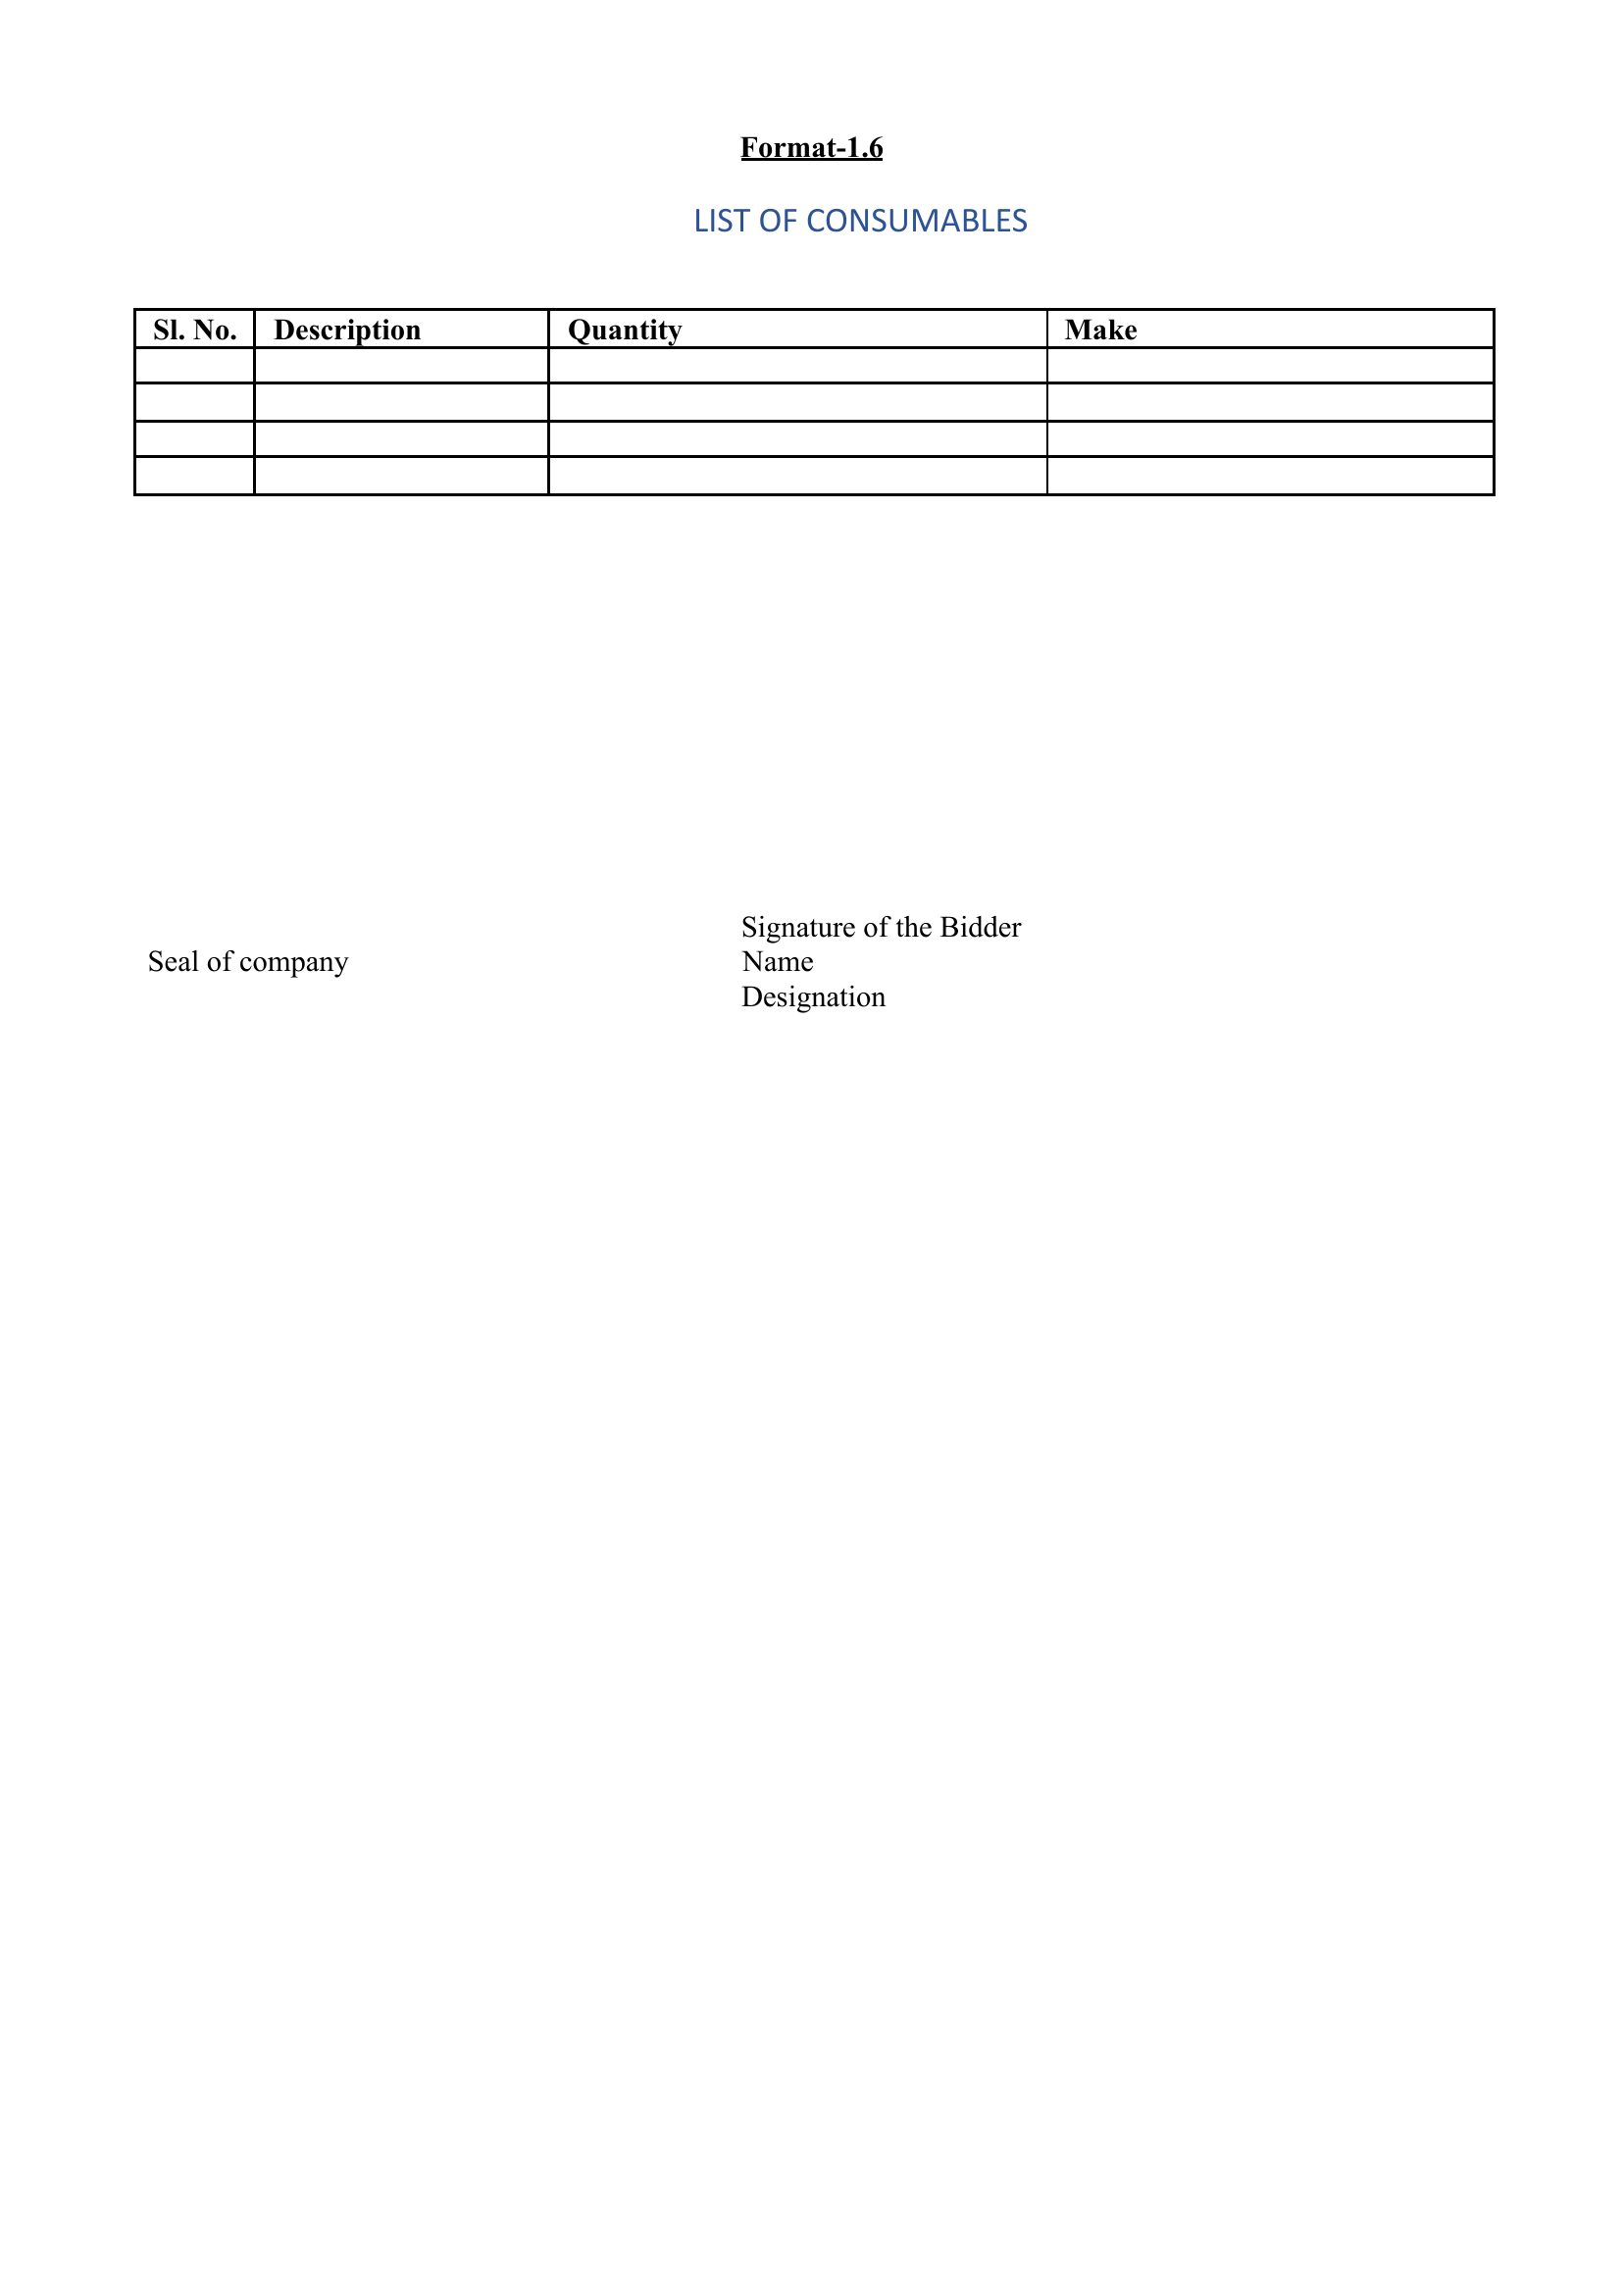 Format-1.6
LIST OF CONSUMABLES
Sl. No. Description Quantity Make
Signature of the Bidder
Seal of company Name
Designation